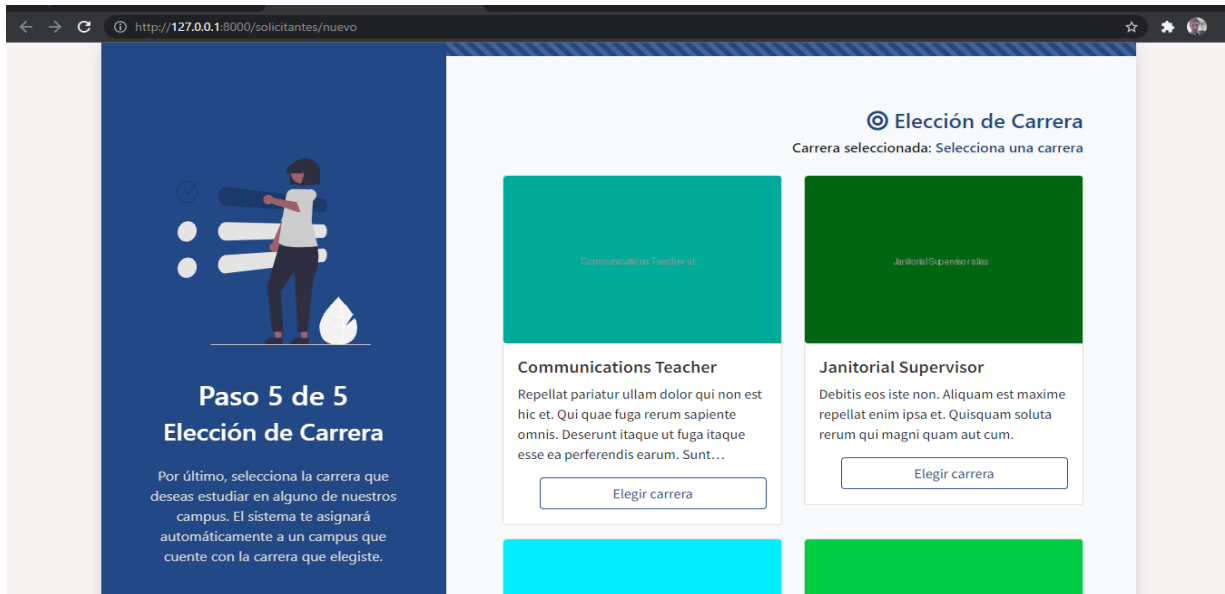 http://127.0.0.1:8000/solicitantes/nuevo
Elección de Carrera
Carrera seleccionada: Selecciona una carrera
Paso 5 de 5
Elección de Carrera
Por último, selecciona la carrera que
deseas estudiar en alguno de nuestros
campus. El sistema te asignará
automáticamente a un campus que
cuente con la carrera que elegiste.
Communications Teacher ut
Communications Teacher
Repellat pariatur ullam dolor qui non est
hic et. Qui quae fuga rerum sapiente
omnis. Deserunt itaque ut fuga itaque
esse ea perferendis earum. Sunt...
Elegir carrera
Janitorial Supervisor alias
Janitorial Supervisor
Debitis eos iste non. Aliquam est maxime
repellat enim ipsa et. Quisquam soluta
rerum qui magni quam aut cum.
Elegir carrera